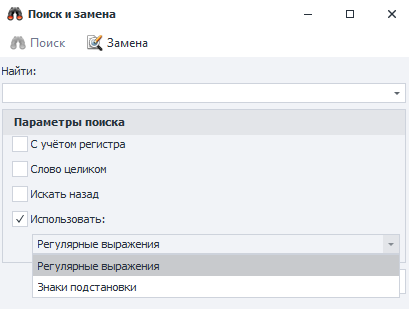 Поиск и замена
Поиск Замена
Найти:
Параметры поиска
С учётом регистра
Слово целиком
Искать назад
Использовать:
Регулярные выражения
Регулярные выражения
Знаки подстановки